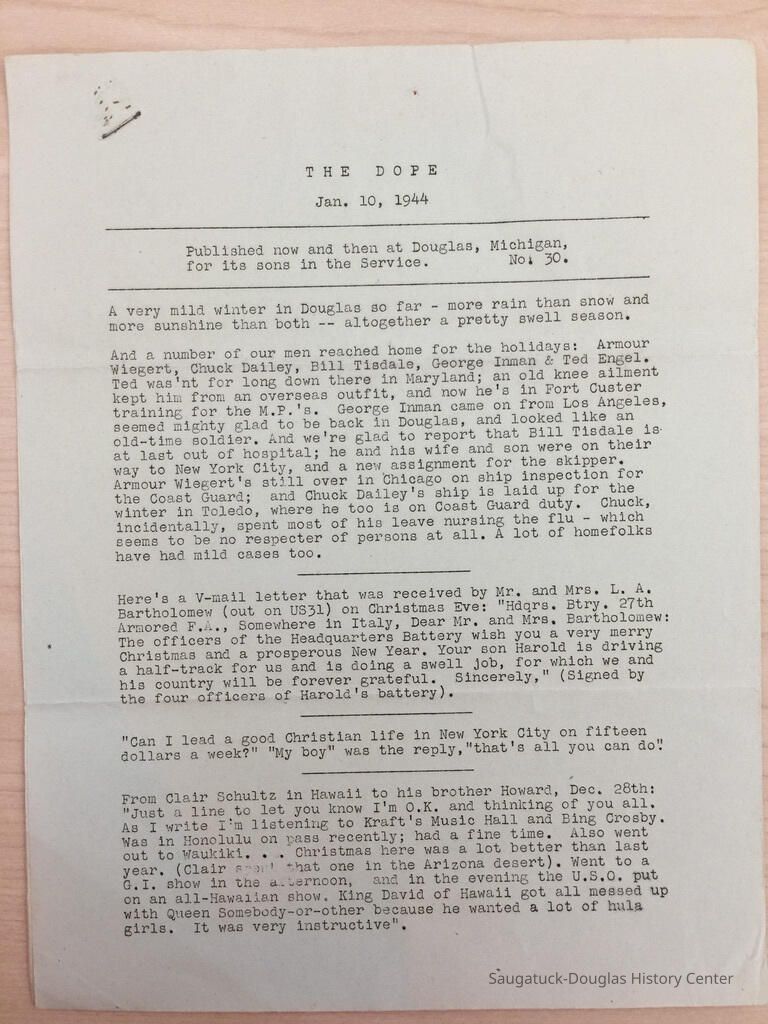 THE DOPE
Jan. 10, 1944
Published now and then at Douglas, Michigan,
for its sons in the Service. No. 30.
A very mild winter in Douglas so far - more rain than snow and
more sunshine than both -- altogether a pretty swell season.
And a number of our men reached home for the holidays: Armour
Wiegert, Chuck Dailey, Bill Tisdale, George Inman & Ted Engel.
Ted was'nt for long down there in Maryland; an old knee ailment
kept him from an overseas outfit, and now he's in Fort Custer
training for the M.P.'s. George Inman came on from Los Angeles,
seemed mighty glad to be back in Douglas, and looked like an
old-time soldier. And we're glad to report that Bill Tisdale is
at last out of hospital; he and his wife and son were on their
way to New York City, and a new assignment for the skipper.
Armour Wiegert's still over in Chicago on ship inspection for
the Coast Guard; and Chuck Dailey's ship is laid up for the
winter in Toledo, where he too is on Coast Guard duty. Chuck,
incidentally, spent most of his leave nursing the flu - which
seems to be no respecter of persons at all. A lot of homefolks
have had mild cases too.
Here's a V-mail letter that was received by Mr. and Mrs. L. A.
Bartholomew (out on US31) on Christmas Eve: "Hdqrs. Btry. 27th
Armored F.A., Somewhere in Italy, Dear Mr. and Mrs. Bartholomew:
The officers of the Headquarters Battery wish you a very merry
Christmas and a prosperous New Year. Your son Harold is driving
a half-track for us and is doing a swell job, for which we and
his country will be forever grateful. Sincerely," (Signed by
the four officers of Harold's battery).
"Can I lead a good Christian life in New York City on fifteen
dollars a week?" "My boy" was the reply,"that's all you can do".
From Clair Schultz in Hawaii to his brother Howard, Dec. 28th:
"Just a line to let you know I'm O.K. and thinking of you all.
As I write I'm listening to Kraft's Music Hall and Bing Crosby.
Was in Honolulu on pass recently; had a fine time. Also went
out to Waukiki. . . Christmas here was a lot better than last
year. (Clair that one in the Arizona desert). Went to a
G.I. show in the afternoon, and in the evening the U.S.O. put
on an all-Hawaiian show. King David of Hawaii got all messed up
with Queen Somebody-or-other because he wanted a lot of hula
girls. It was very instructive".
Saugatuck-Douglas History Center